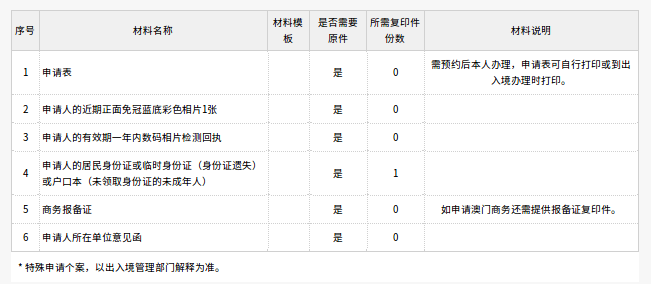 序号 材料名称 材料模板 是否需要原件 所需复印件份数 材料说明
1 申请表 是 0 需预约后本人办理，申请表可自行打印或到出
入境办理时打印。
2 申请人的近期正面免冠蓝底彩色相片1张 是 0
3 申请人的有效期一年内数码相片检测回执 是 0
4 申请人的居民身份证或临时身份证（身份证遗失） 是 1
或户口本（未领取身份证的未成年人）
5 商务报备证 是 0 如申请澳门商务还需提供报备证复印件。
6 申请人所在单位意见函 是 0
* 特殊申请个案，以出入境管理部门解释为准。